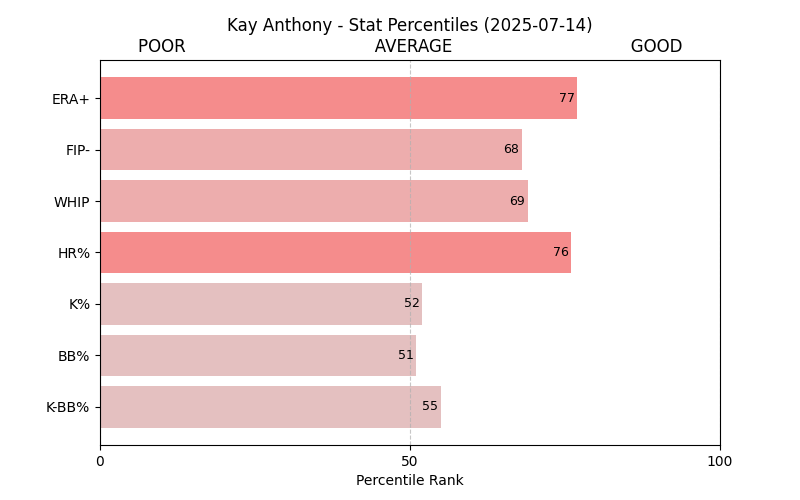 Kay Anthony - Stat Percentiles (2025-07-14)
POOR AVERAGE GOOD
ERA+ 77
FIP- 68
WHIP 69
HR% 76
K% 52
BB% 51
K-BB% 55
0 50 100
Percentile Rank